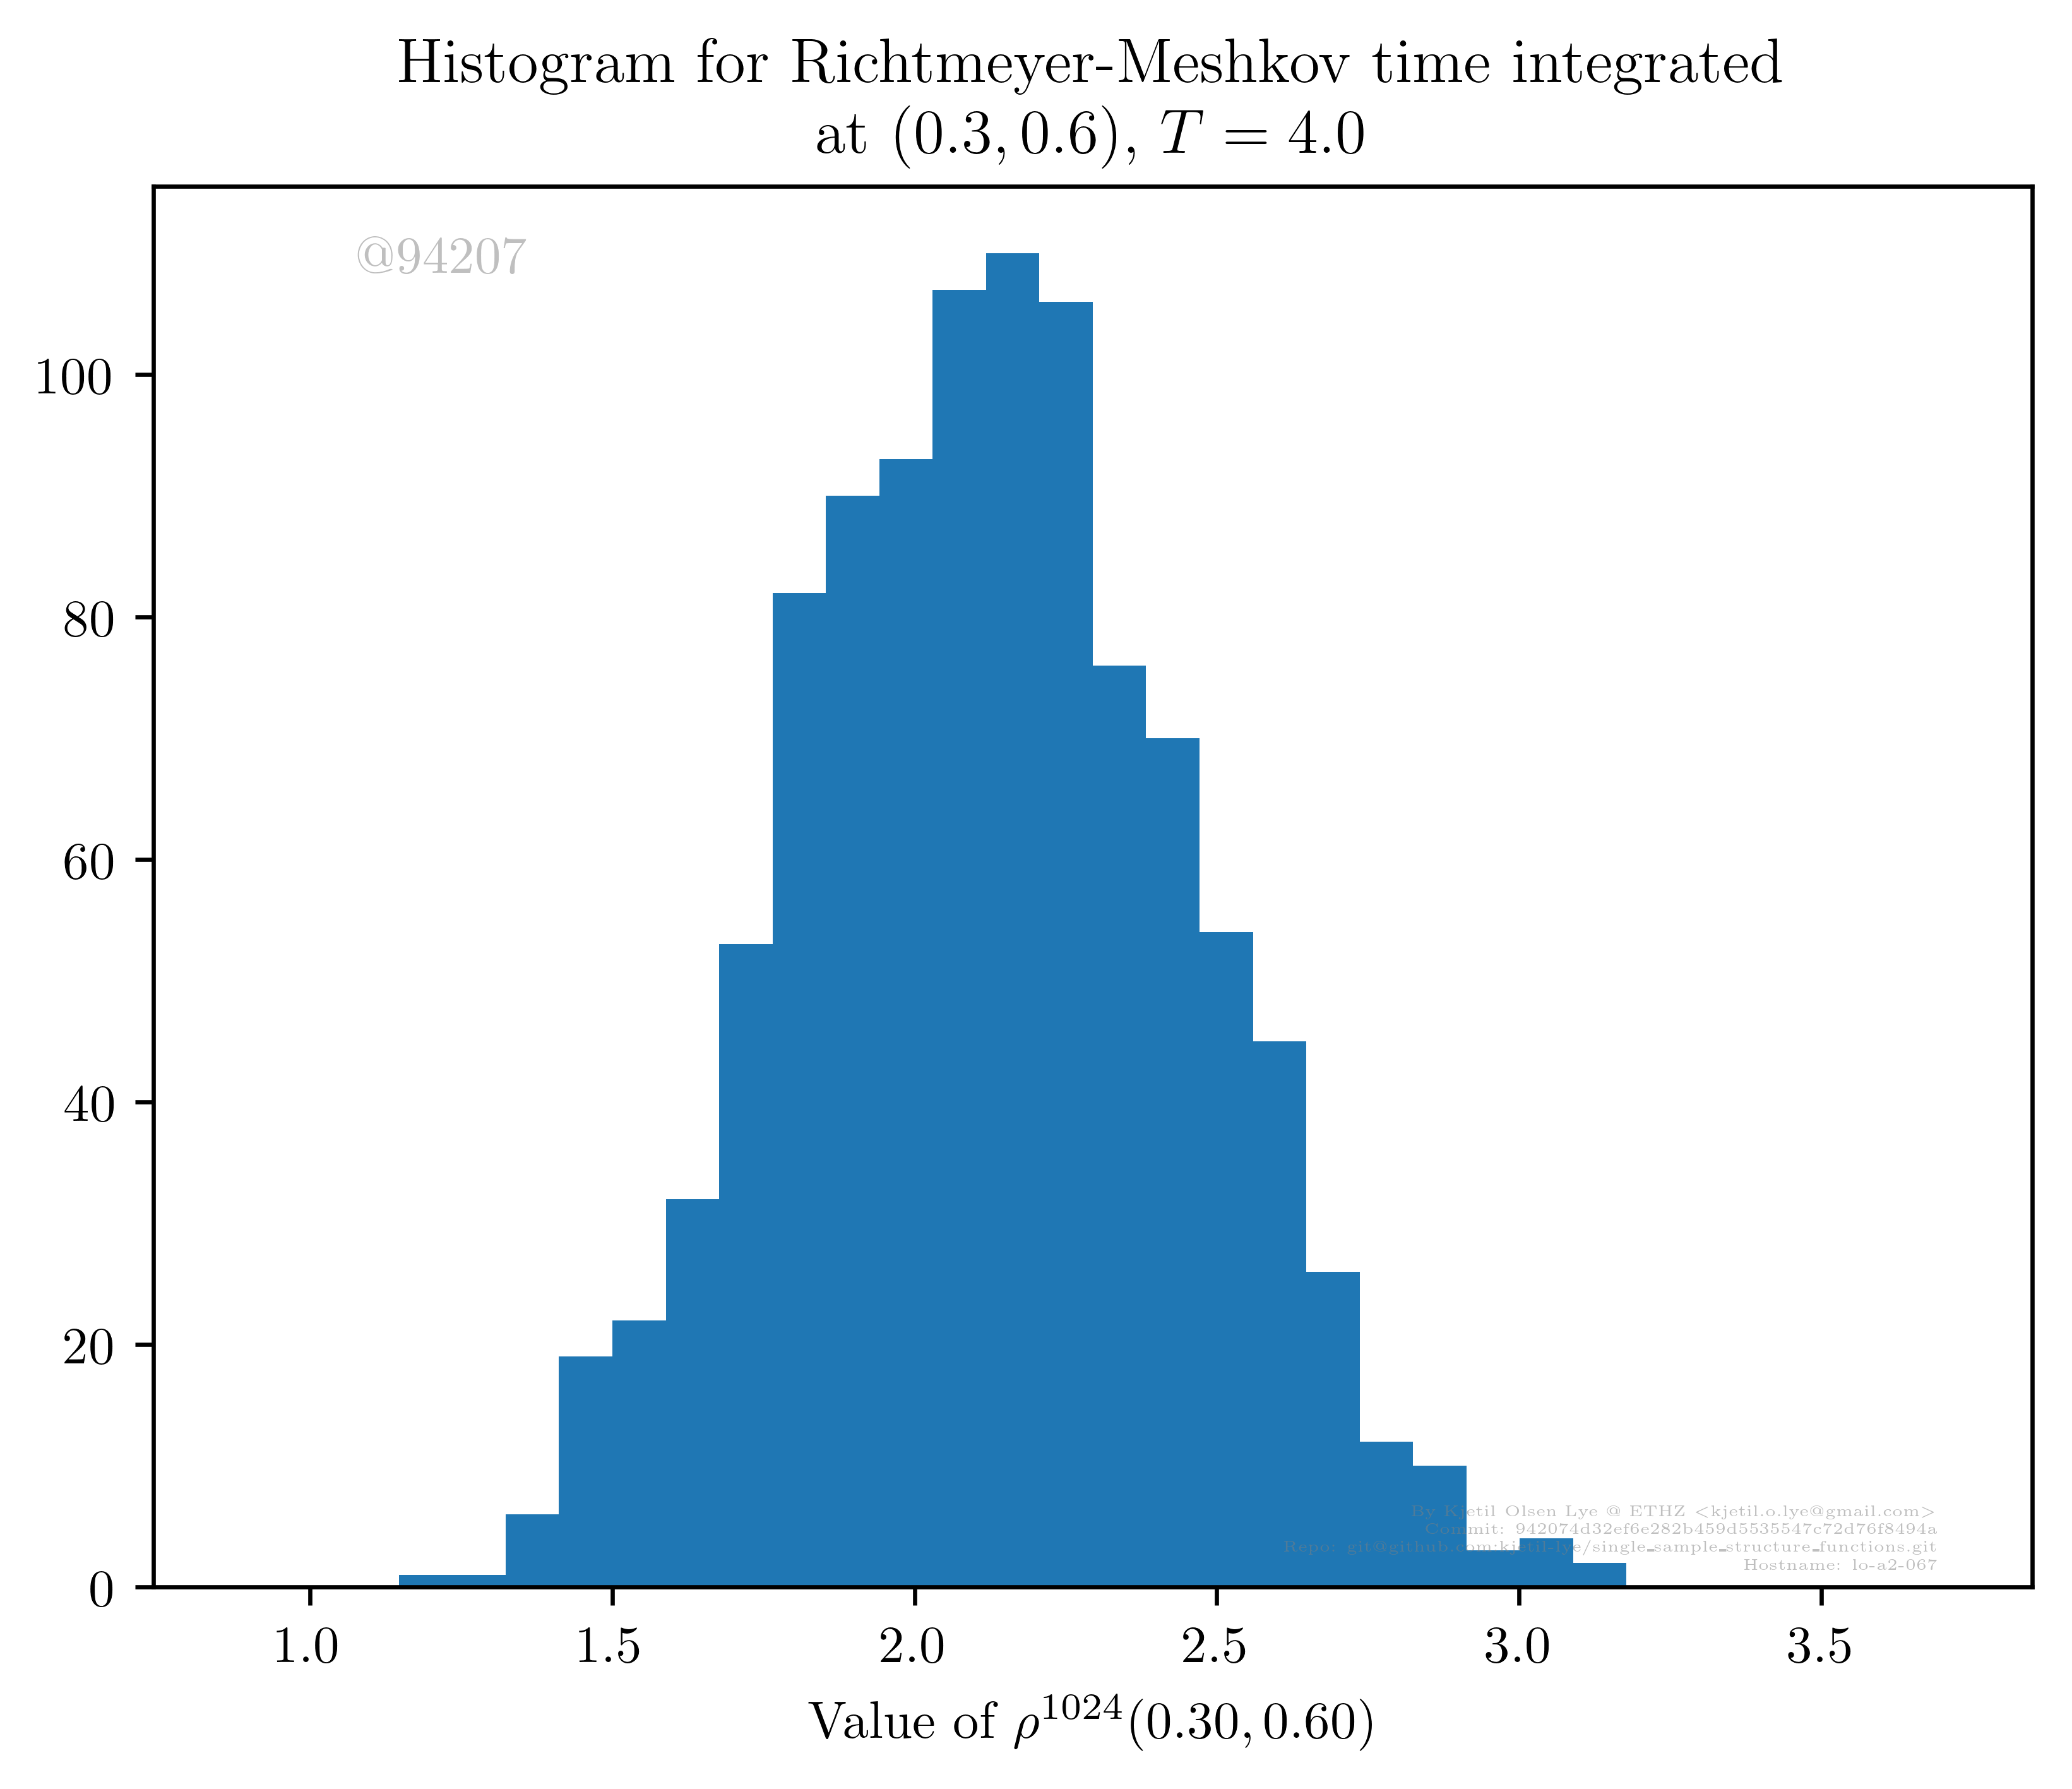 Histogram for Richtmeyer-Meshkov time integrated
at (0.3, 0.6), T = 4.0
@94207
100
80
60
40
20
0
By Kjetil Olsen Lye @ ETHZ <kjetil.o.lye@gmail.com>
Commit: 942074d32ef6e282b459d5535547c72d76f8494a
Repo: git@github.com:kjetil-lye/single_sample_structure_functions.git
Hostname: lo-a2-067
1.0 1.5 2.0 2.5 3.0 3.5
Value of ρ¹⁰²⁴(0.30, 0.60)